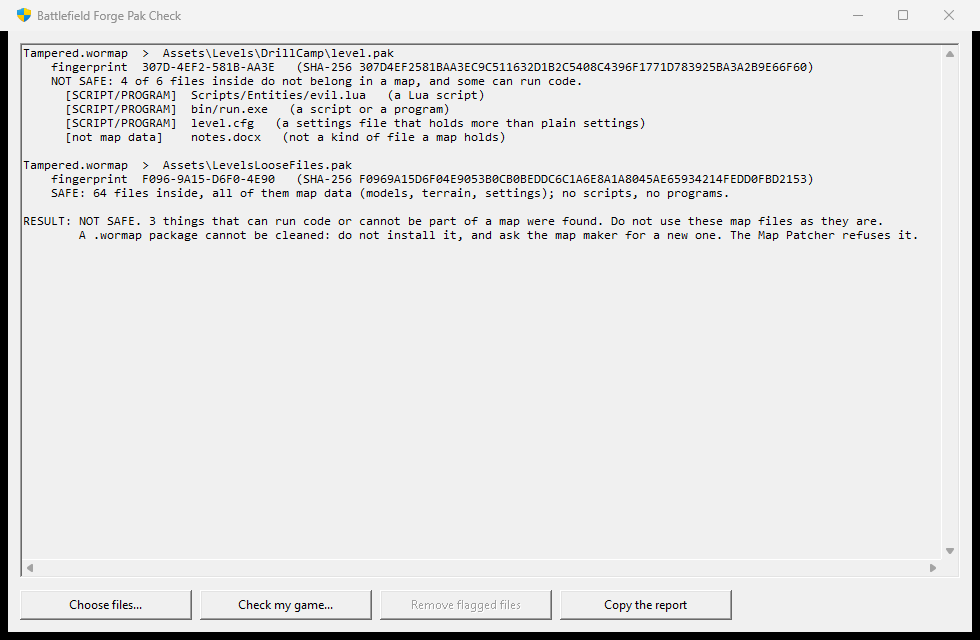 Battlefield Forge Pak Check
Tampered.wormap  >  Assets\Levels\DrillCamp\level.pak
fingerprint  307D-4EF2-581B-AA3E   (SHA-256 307D4EF2581BAA3EC9C511632D1B2C5408C4396F1771D783925BA3A2B9E66F60)
NOT SAFE: 4 of 6 files inside do not belong in a map, and some can run code.
[SCRIPT/PROGRAM]  Scripts/Entities/evil.lua   (a Lua script)
[SCRIPT/PROGRAM]  bin/run.exe   (a script or a program)
[SCRIPT/PROGRAM]  level.cfg   (a settings file that holds more than plain settings)
[not map data]    notes.docx   (not a kind of file a map holds)
Tampered.wormap  >  Assets\LevelsLooseFiles.pak
fingerprint  F096-9A15-D6F0-4E90   (SHA-256 F0969A15D6F04E9053B0CB0BEDDC6C1A6E8A1A8045AE65934214FEDD0FBD2153)
SAFE: 64 files inside, all of them map data (models, terrain, settings); no scripts, no programs.
RESULT: NOT SAFE. 3 things that can run code or cannot be part of a map were found. Do not use these map files as they are.
A .wormap package cannot be cleaned: do not install it, and ask the map maker for a new one. The Map Patcher refuses it.
Choose files...
Check my game...
Remove flagged files
Copy the report